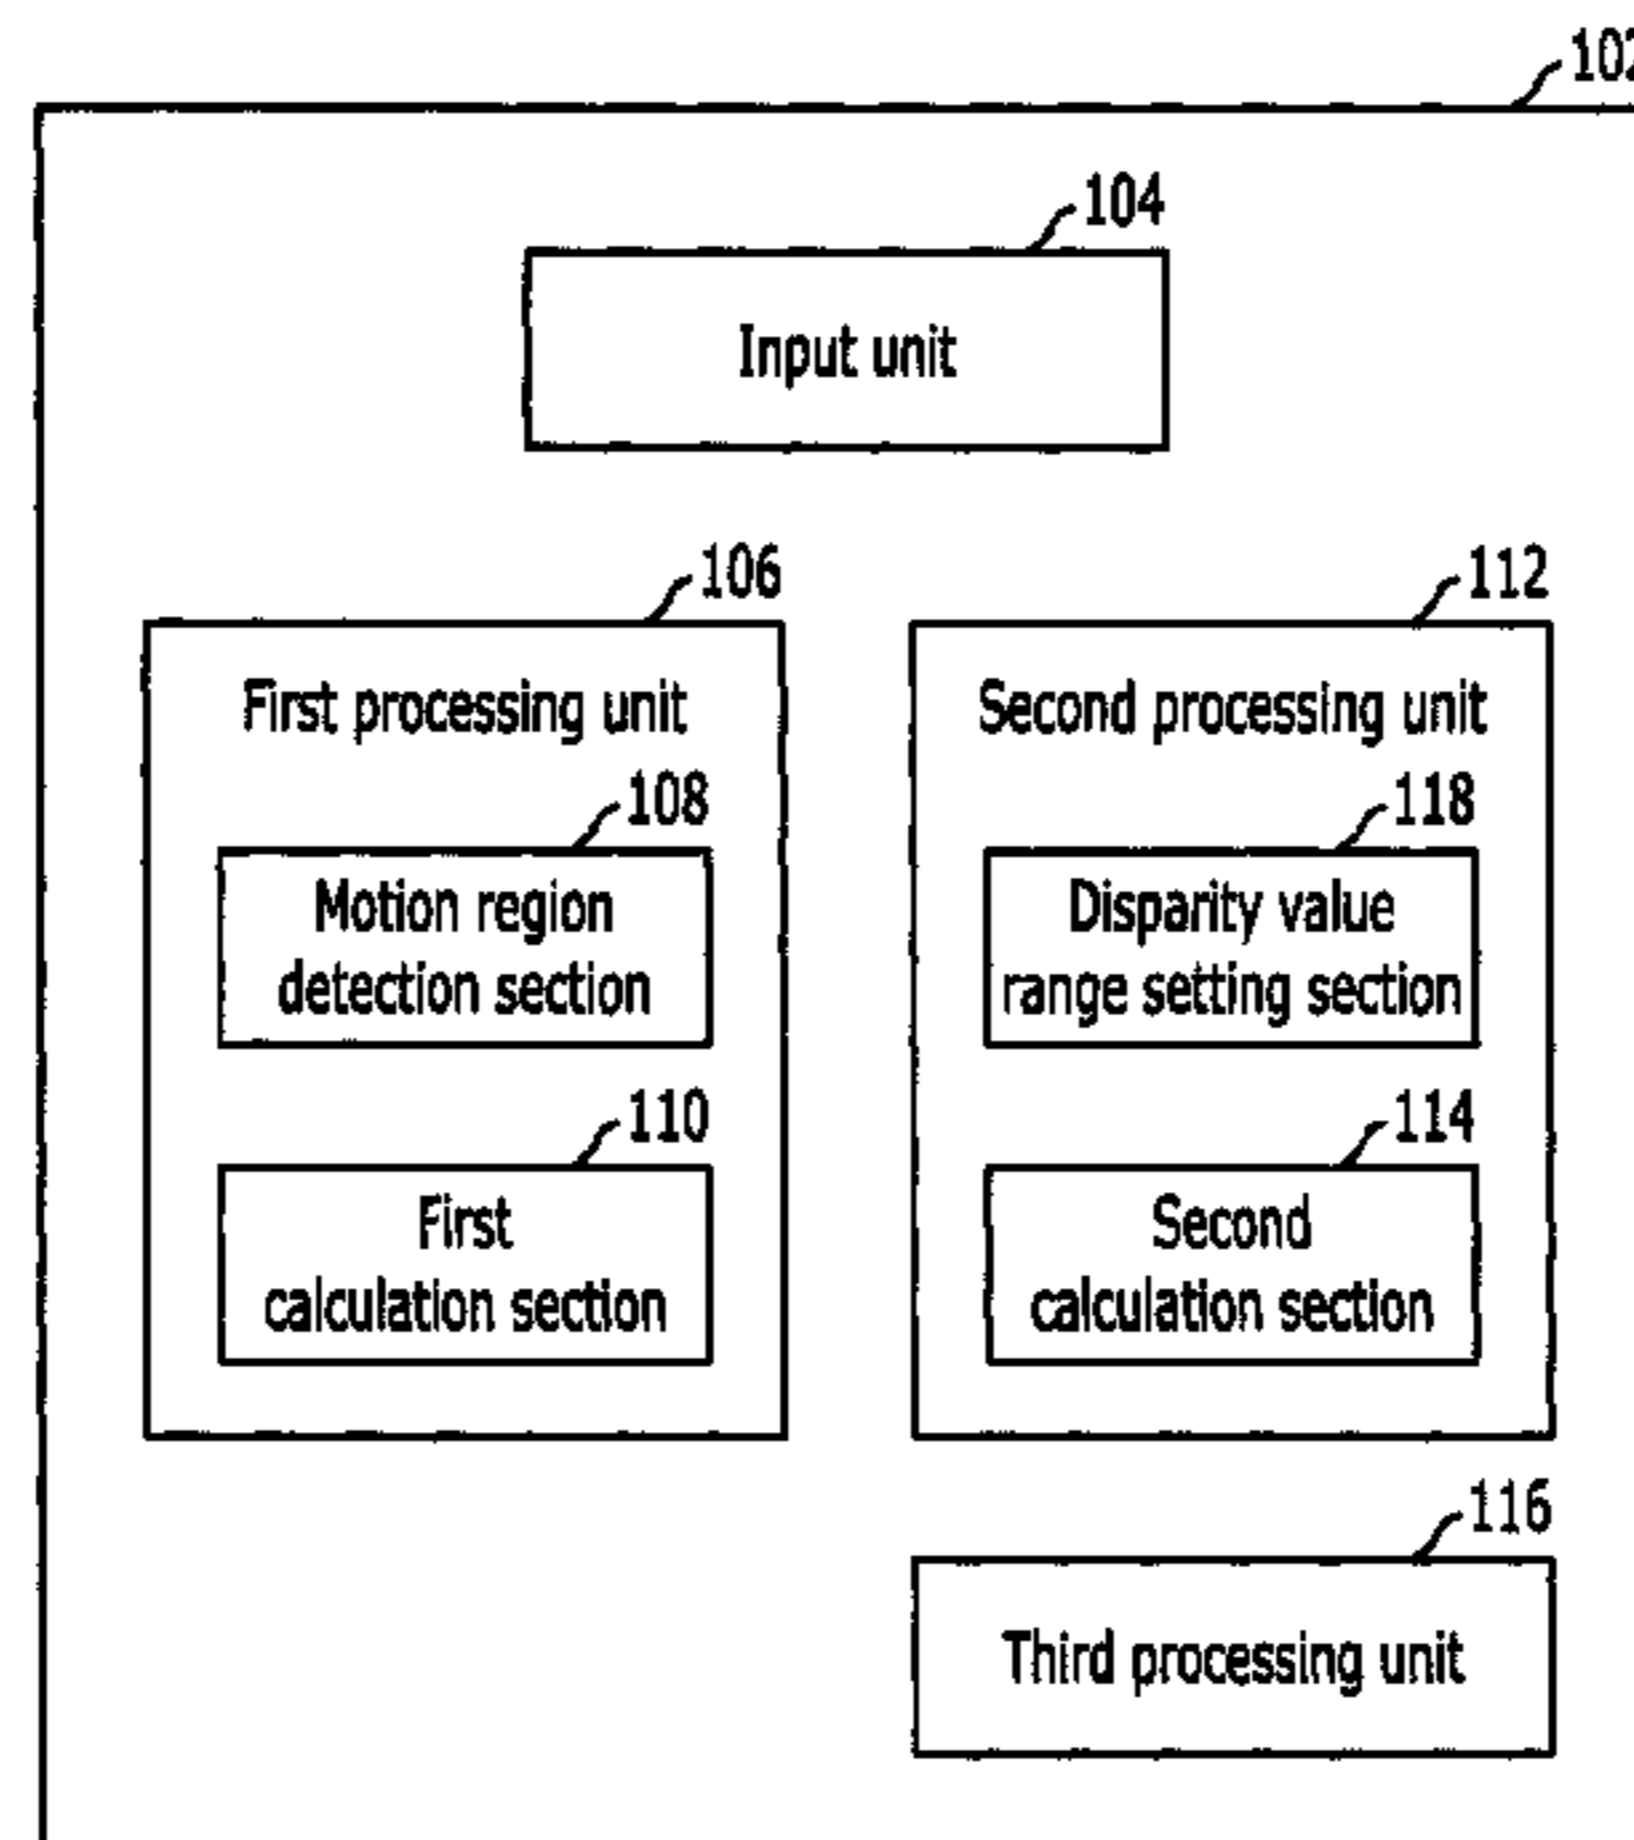 102
104
Input unit
106
First processing unit
108
Motion region
detection section
110
First
calculation section
112
Second processing unit
118
Disparity value
range setting section
114
Second
calculation section
116
Third processing unit